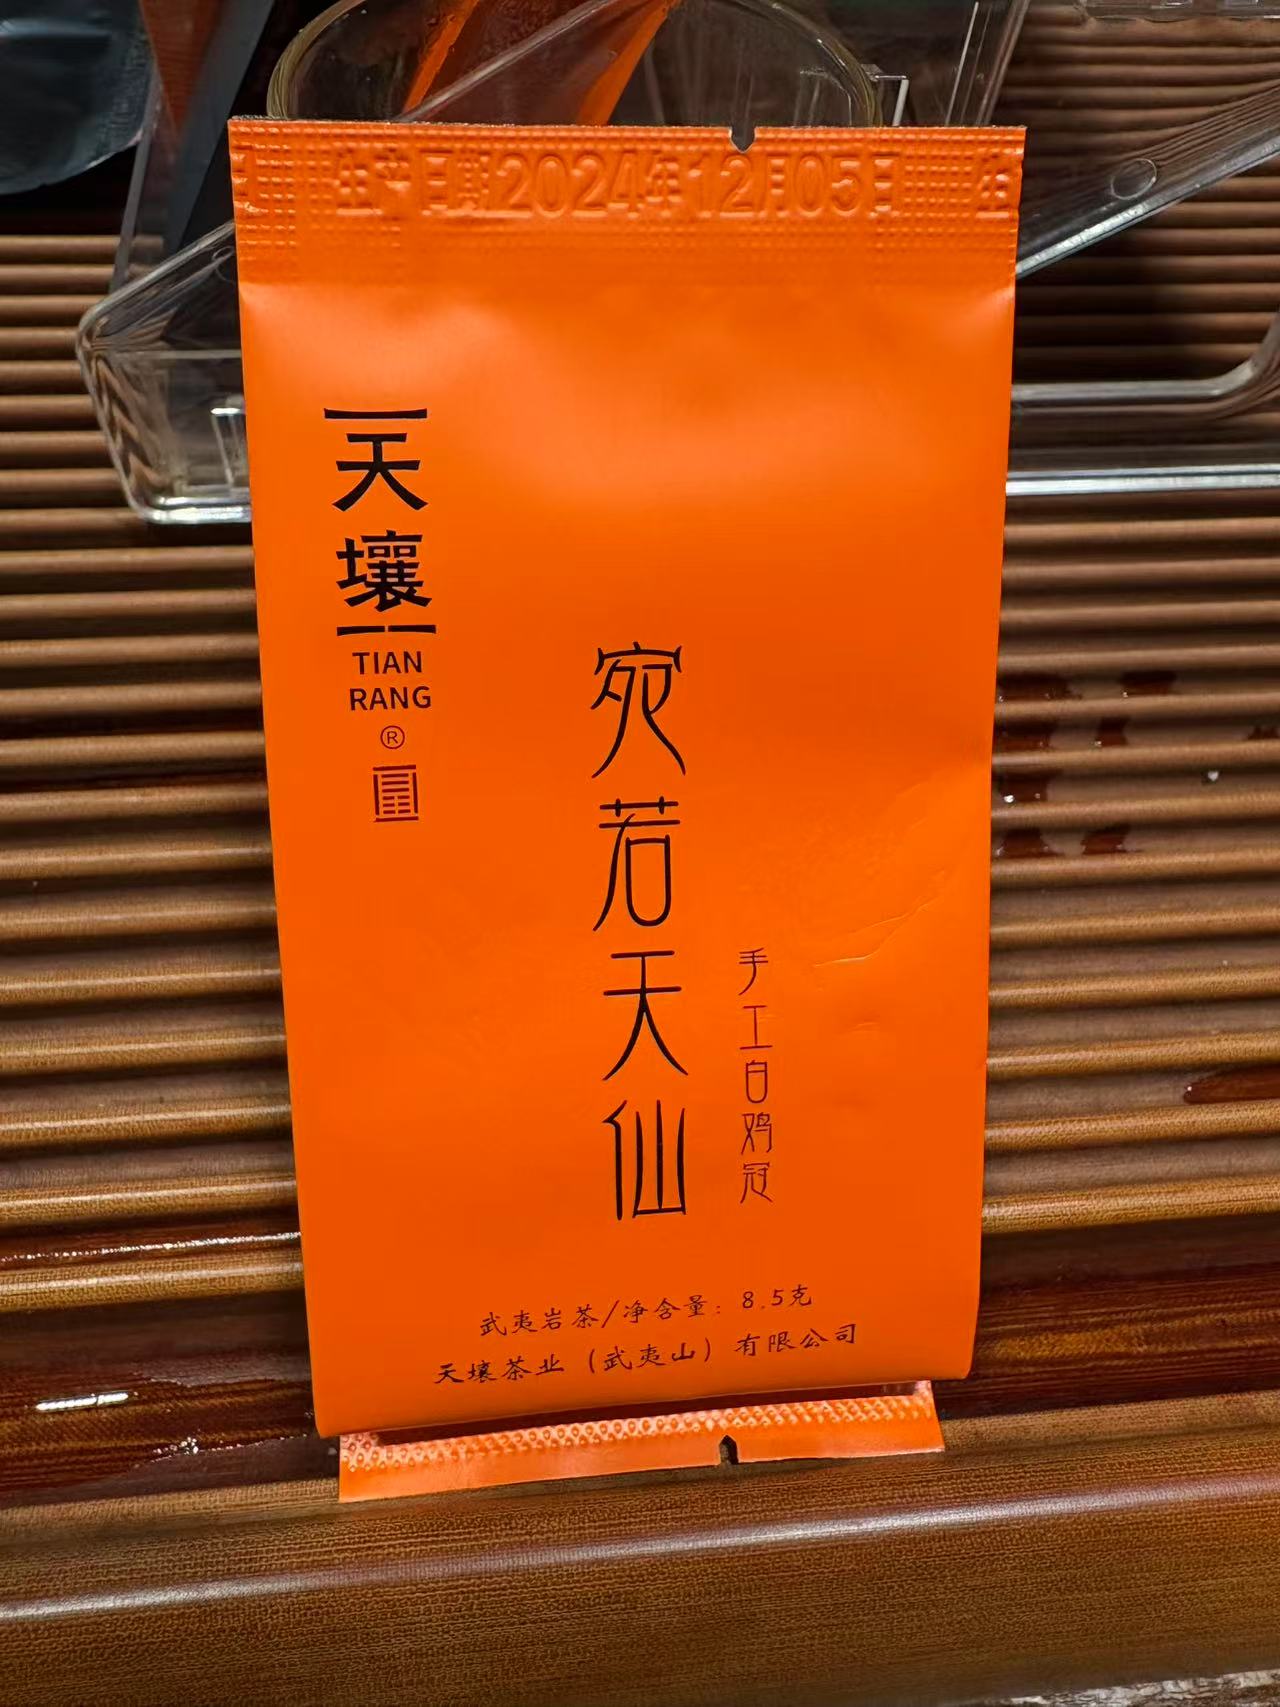 生产日期2024年12月05日 生
天壤
TIAN
RANG
®
宛若天仙
手工白鸡冠
武夷岩茶/净含量：8.5克
天壤茶业（武夷山）有限公司